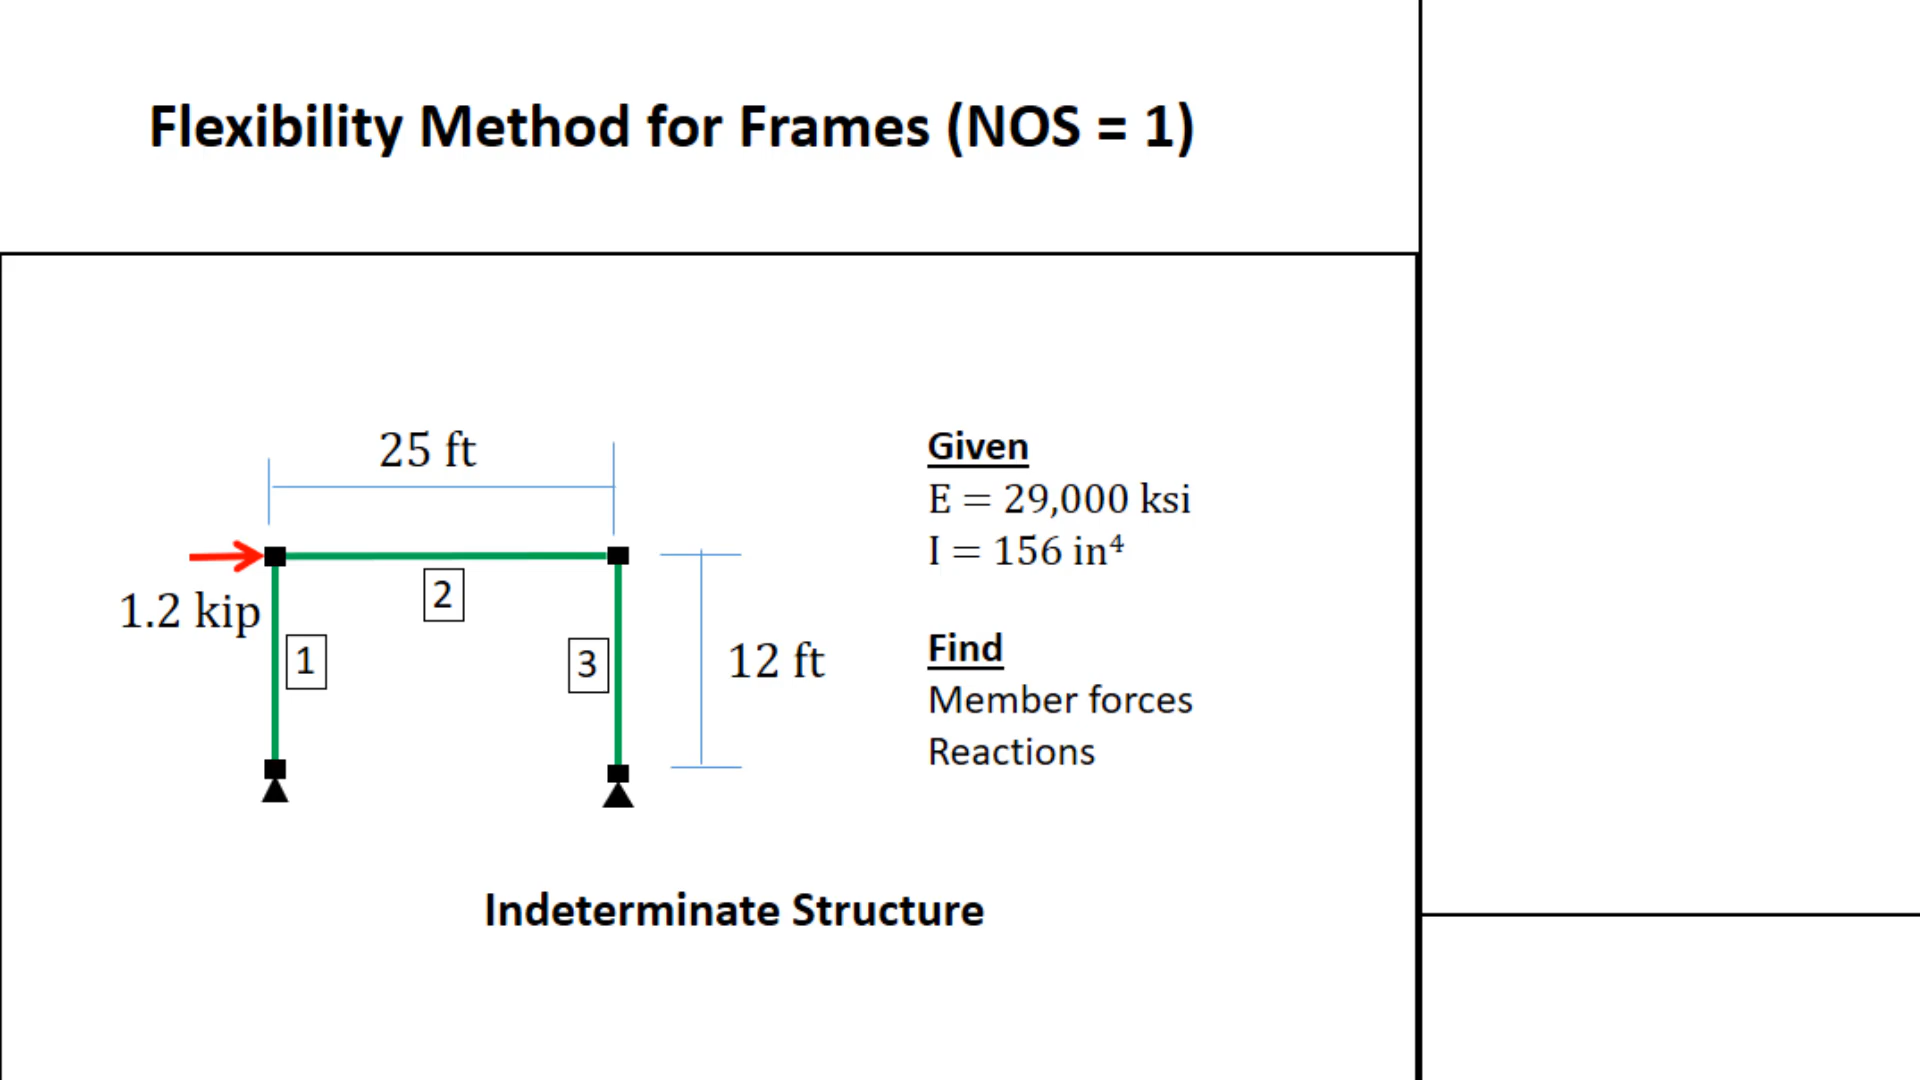 Flexibility Method for Frames (NOS = 1)
25 ft
1.2 kip
2
1
3
12 ft
Given
E = 29,000 ksi
I = 156 in⁴
Find
Member forces
Reactions
Indeterminate Structure